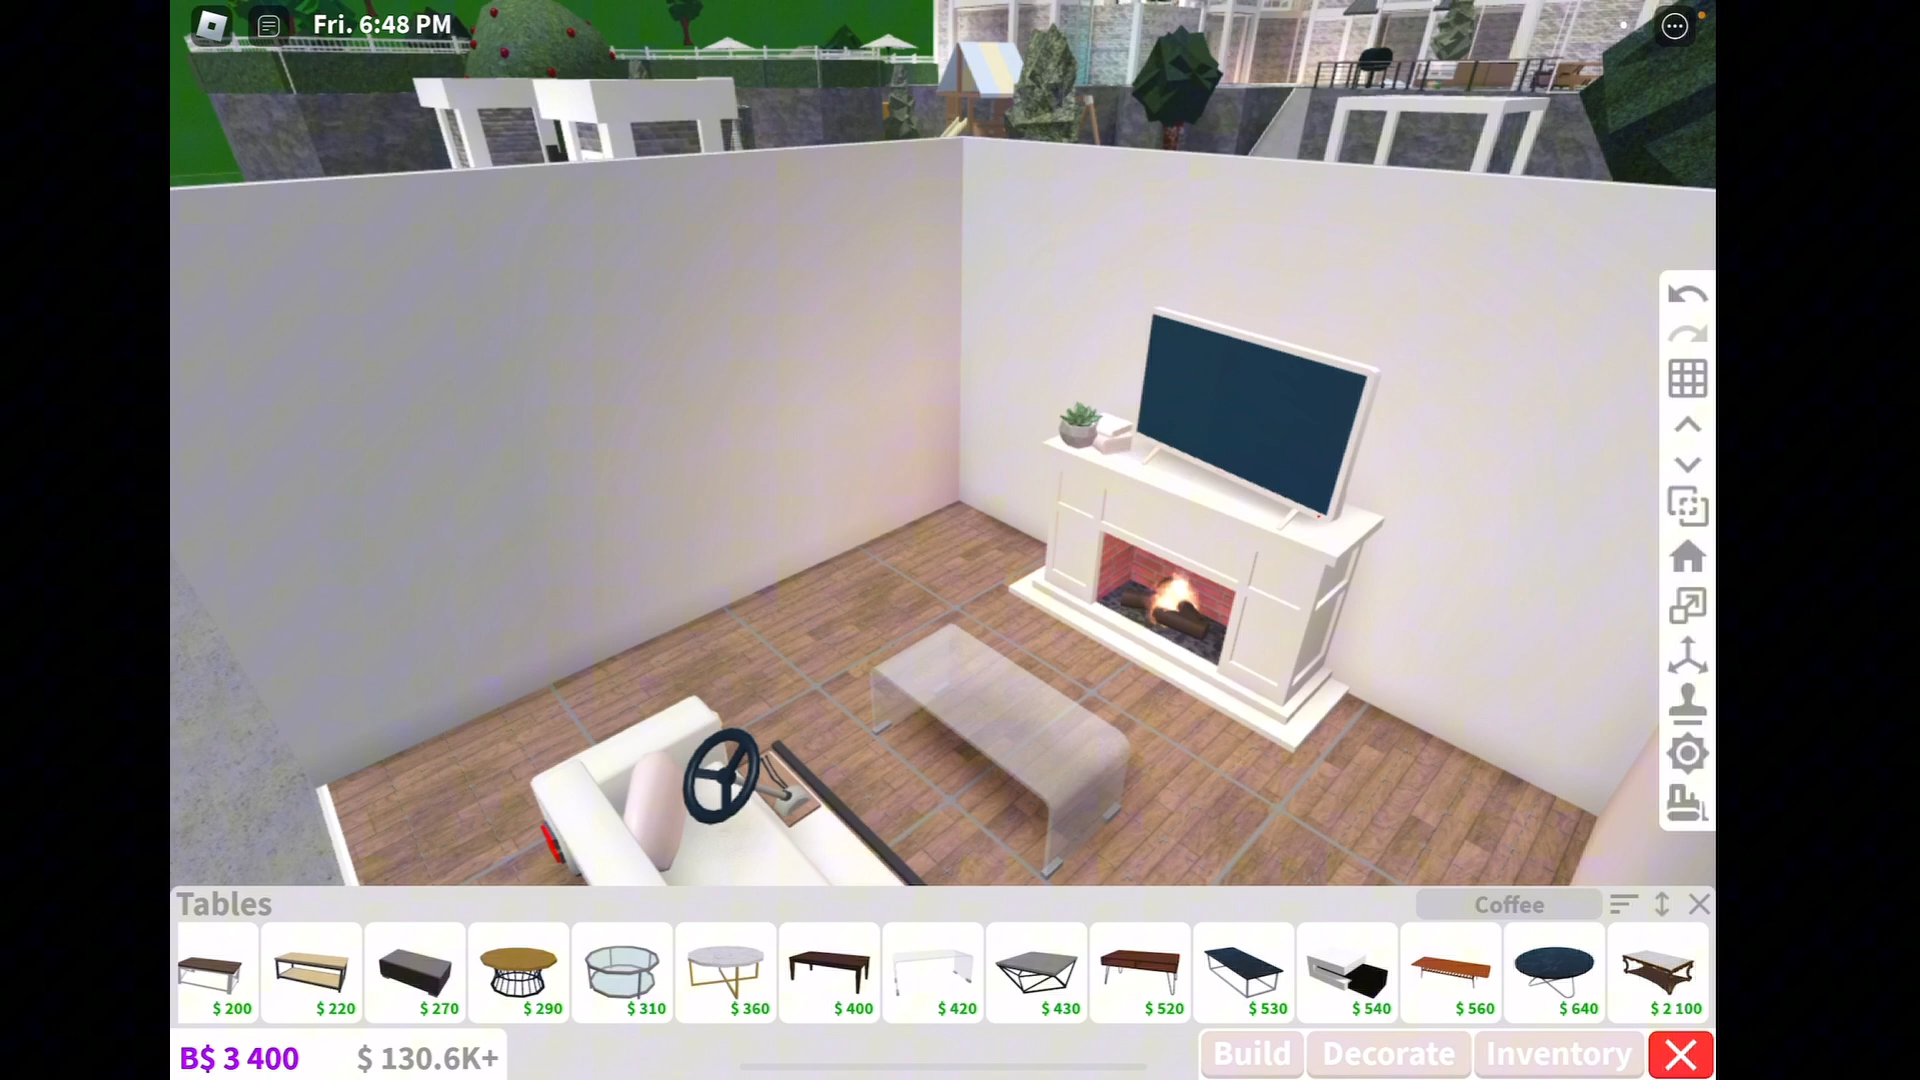 Fri. 6:48 PM
Tables
Coffee
$ 200
$ 220
$ 270
$ 290
$ 310
$ 360
$ 400
$ 420
$ 430
$ 520
$ 530
$ 540
$ 560
$ 640
$ 2 100
B$ 3 400
$ 130.6K+
Build
Decorate
Inventory